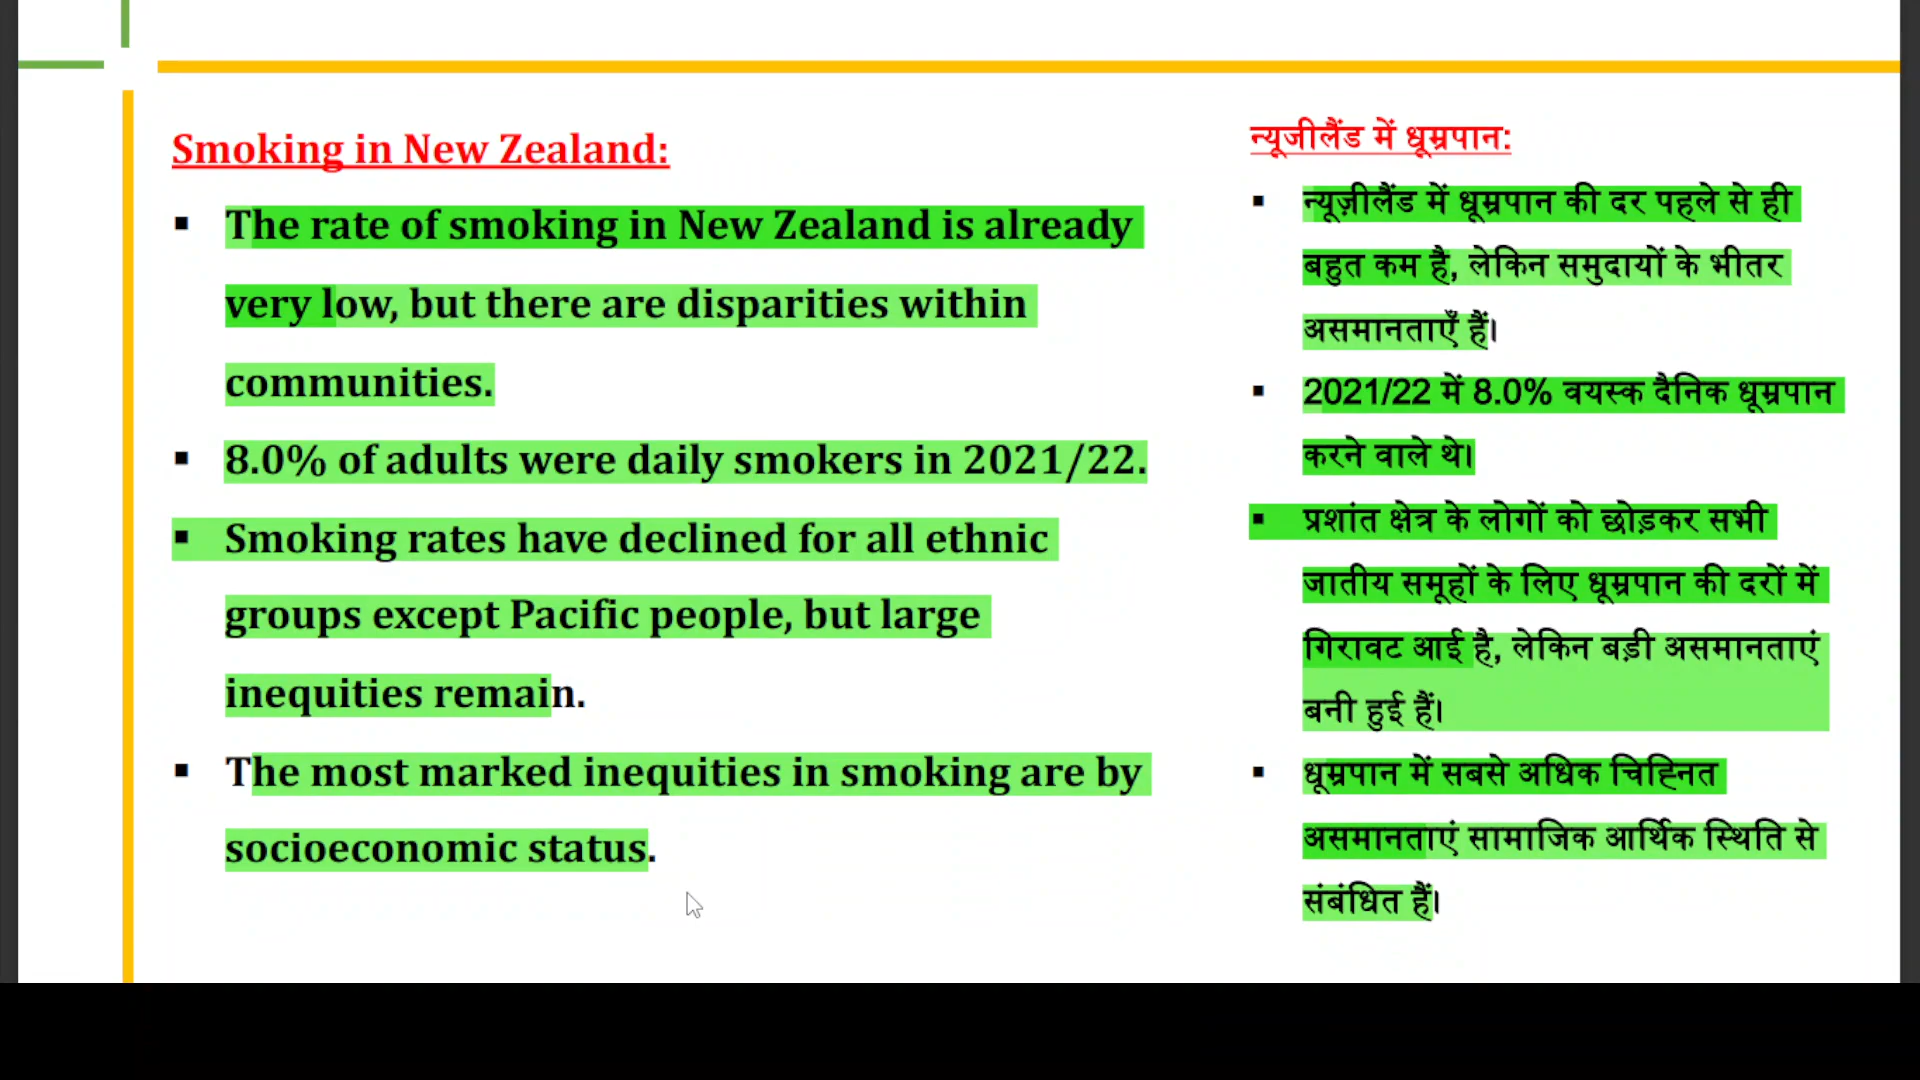 Smoking in New Zealand:
▪ The rate of smoking in New Zealand is already
very low, but there are disparities within
communities.
▪ 8.0% of adults were daily smokers in 2021/22.
▪ Smoking rates have declined for all ethnic
groups except Pacific people, but large
inequities remain.
▪ The most marked inequities in smoking are by
socioeconomic status.
न्यूजीलैंड में धूम्रपान:
▪ न्यूज़ीलैंड में धूम्रपान की दर पहले से ही
बहुत कम है, लेकिन समुदायों के भीतर
असमानताएँ हैं।
▪ 2021/22 में 8.0% वयस्क दैनिक धूम्रपान
करने वाले थे।
▪ प्रशांत क्षेत्र के लोगों को छोड़कर सभी
जातीय समूहों के लिए धूम्रपान की दरों में
गिरावट आई है, लेकिन बड़ी असमानताएं
बनी हुई हैं।
▪ धूम्रपान में सबसे अधिक चिह्नित
असमानताएं सामाजिक आर्थिक स्थिति से
संबंधित हैं।